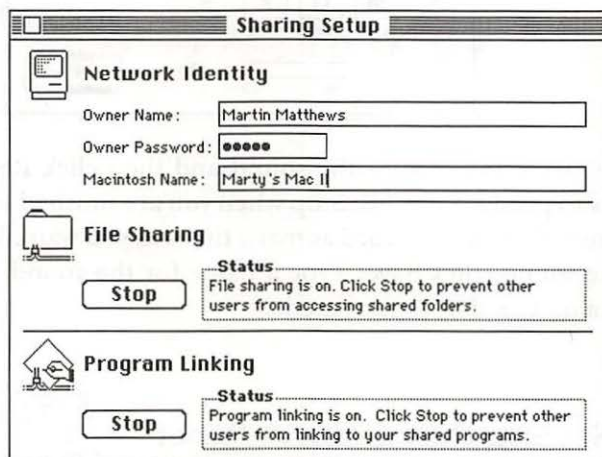 Sharing Setup
Network Identity
Owner Name:
Martin Matthews
Owner Password: ●●●●●
Macintosh Name: Marty's Mac II
File Sharing
Status
Stop
File sharing is on. Click Stop to prevent other
users from accessing shared folders.
Program Linking
Status
Stop
Program linking is on. Click Stop to prevent other
users from linking to your shared programs.